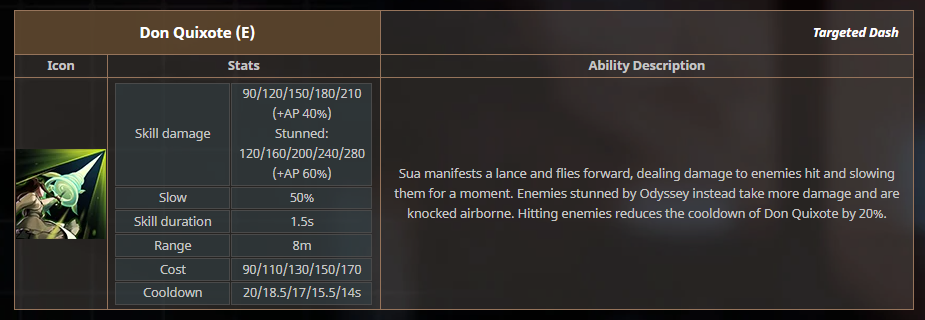 Don Quixote (E)
Targeted Dash
Icon
Stats
Ability Description
Skill damage
90/120/150/180/210
(+AP 40%)
Stunned:
120/160/200/240/280
(+AP 60%)
Slow
50%
Skill duration
1.5s
Range
8m
Cost
90/110/130/150/170
Cooldown
20/18.5/17/15.5/14s
Sua manifests a lance and flies forward, dealing damage to enemies hit and slowing
them for a moment. Enemies stunned by Odyssey instead take more damage and are
knocked airborne. Hitting enemies reduces the cooldown of Don Quixote by 20%.